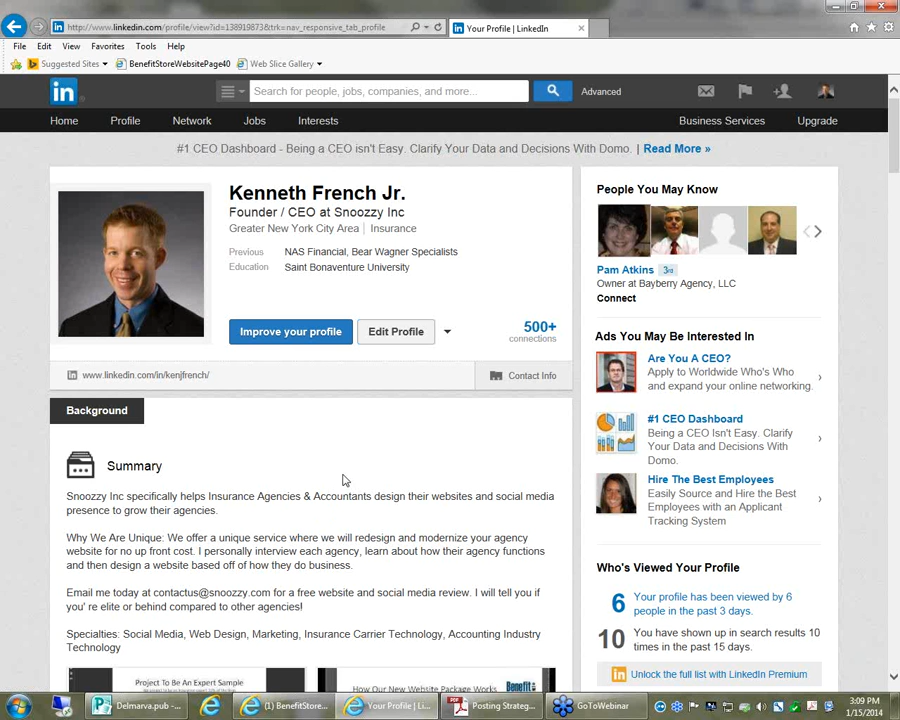 http://www.linkedin.com/profile/view?id=138919873&trk=nav_responsive_tab_profile
Your Profile | LinkedIn
File Edit View Favorites Tools Help
Suggested Sites BenefitStoreWebsitePage40 Web Slice Gallery
in Search for people, jobs, companies, and more... Advanced
Home Profile Network Jobs Interests Business Services Upgrade
#1 CEO Dashboard - Being a CEO isn't Easy. Clarify Your Data and Decisions With Domo. | Read More »
Kenneth French Jr.
Founder / CEO at Snoozzy Inc
Greater New York City Area | Insurance
Previous NAS Financial, Bear Wagner Specialists
Education Saint Bonaventure University
Improve your profile Edit Profile 500+
connections
www.linkedin.com/in/kenjfrench/ Contact Info
Background
Summary
Snoozzy Inc specifically helps Insurance Agencies & Accountants design their websites and social media
presence to grow their agencies.
Why We Are Unique: We offer a unique service where we will redesign and modernize your agency
website for no up front cost. I personally interview each agency, learn about how their agency functions
and then design a website based off of how they do business.
Email me today at contactus@snoozzy.com for a free website and social media review. I will tell you if
you' re elite or behind compared to other agencies!
Specialties: Social Media, Web Design, Marketing, Insurance Carrier Technology, Accounting Industry
Technology
Project To Be An Expert Sample
How Our New Website Package Works Benefit
People You May Know
Pam Atkins 3rd
Owner at Bayberry Agency, LLC
Connect
Ads You May Be Interested In
Are You A CEO?
Apply to Worldwide Who's Who
and expand your online networking.
#1 CEO Dashboard
Being a CEO Isn't Easy. Clarify
Your Data and Decisions With
Domo.
Hire The Best Employees
Easily Source and Hire the Best
Employees with an Applicant
Tracking System
Who's Viewed Your Profile
6 Your profile has been viewed by 6
people in the past 3 days.
10 You have shown up in search results 10
times in the past 15 days.
in Unlock the full list with LinkedIn Premium
Delmarva.pub -... (1) BenefitStore... Your Profile | Li... Posting Strateg... GoToWebinar
3:09 PM
1/15/2014